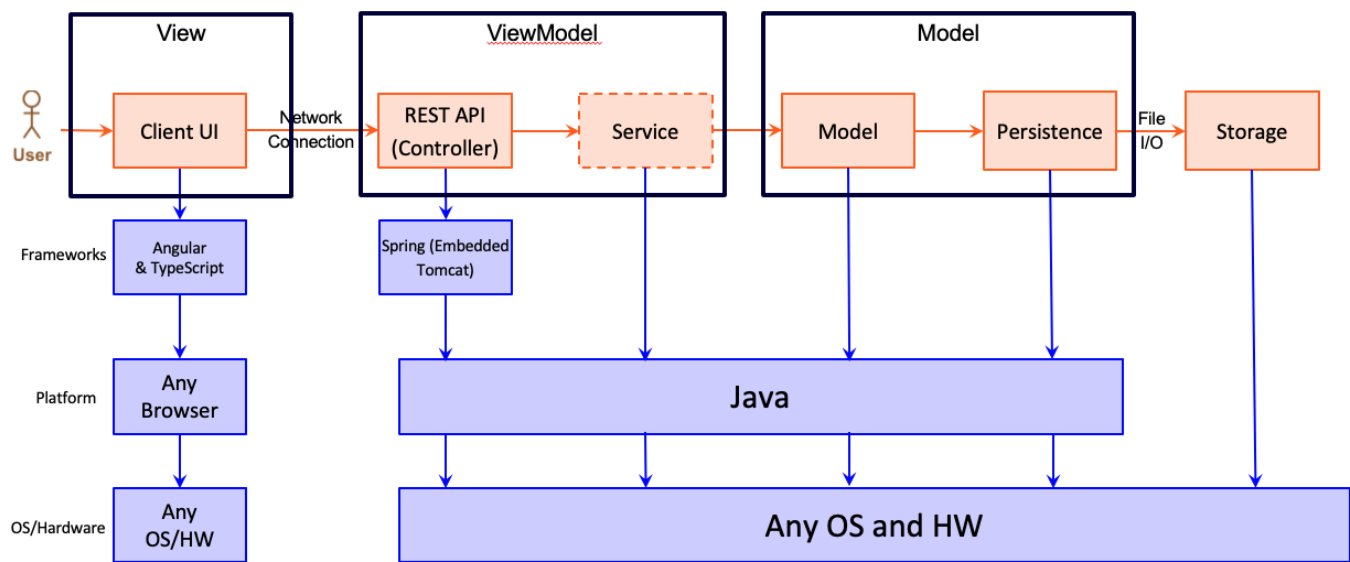 View
ViewModel
Model
User
Client UI
Network
Connection
REST API
(Controller)
Service
Model
Persistence
File
I/O
Storage
Frameworks
Angular
& TypeScript
Spring (Embedded
Tomcat)
Platform
Any
Browser
Java
OS/Hardware
Any
OS/HW
Any OS and HW